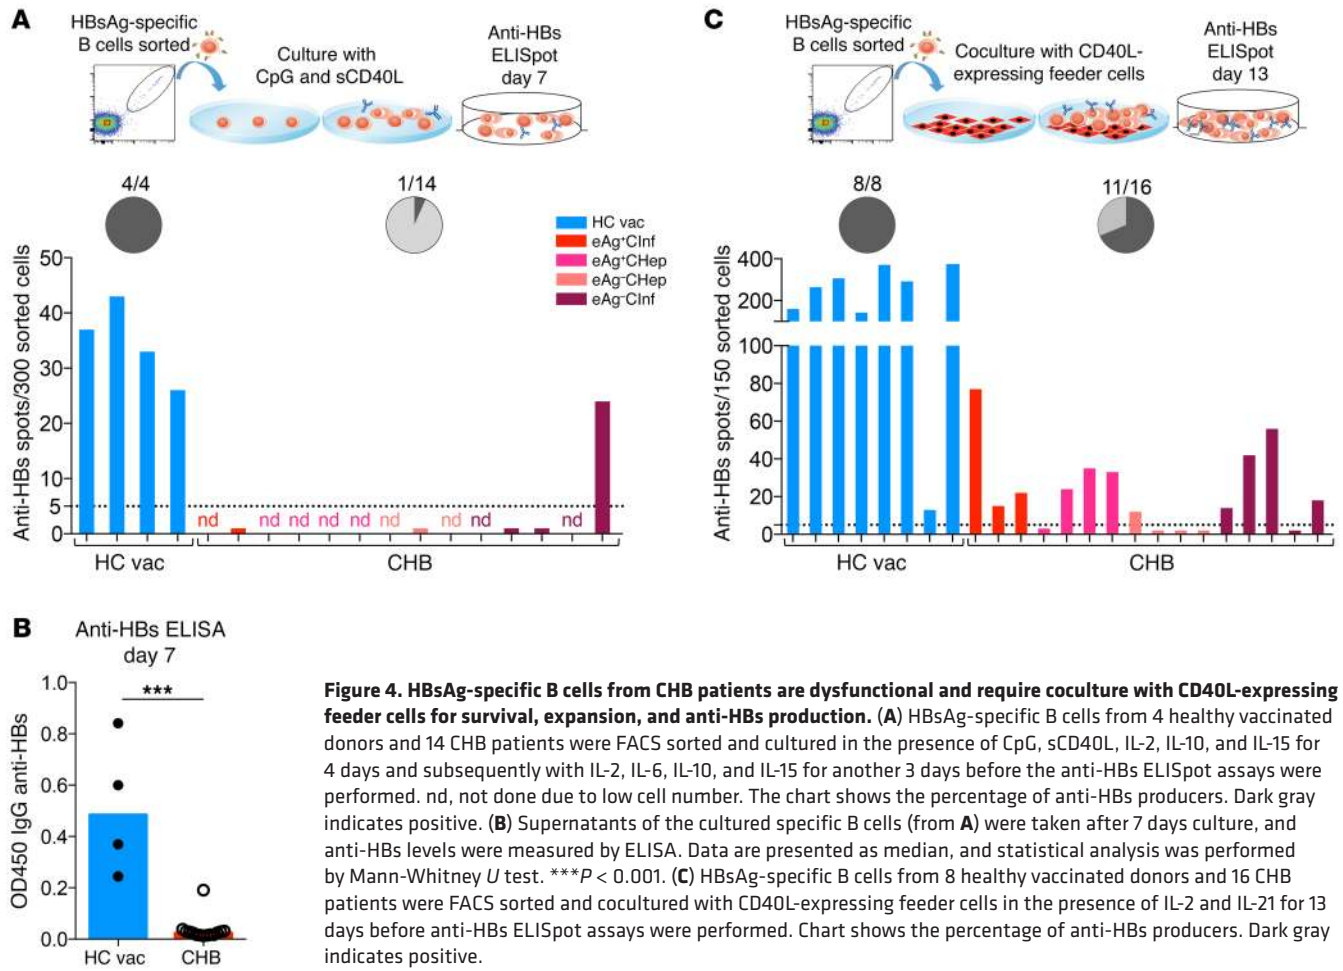 A
HBsAg-specific
B cells sorted
Culture with
CpG and sCD40L
Anti-HBs
ELISpot
day 7
4/4
1/14
HC vac
eAg⁺CInf
eAg⁺CHep
eAg⁻CHep
eAg⁻CInf
Anti-HBs spots/300 sorted cells
50
40
30
20
10
5
0
nd nd nd nd nd nd nd nd nd
HC vac
CHB
C
HBsAg-specific
B cells sorted
Coculture with CD40L-
expressing feeder cells
Anti-HBs
ELISpot
day 13
8/8
11/16
Anti-HBs spots/150 sorted cells
400
200
100
80
60
40
20
0
HC vac
CHB
B
Anti-HBs ELISA
day 7
***
OD450 IgG anti-HBs
1.0
0.8
0.6
0.4
0.2
0.0
HC vac
CHB
Figure 4. HBsAg-specific B cells from CHB patients are dysfunctional and require coculture with CD40L-expressing
feeder cells for survival, expansion, and anti-HBs production. (A) HBsAg-specific B cells from 4 healthy vaccinated
donors and 14 CHB patients were FACS sorted and cultured in the presence of CpG, sCD40L, IL-2, IL-10, and IL-15 for
4 days and subsequently with IL-2, IL-6, IL-10, and IL-15 for another 3 days before the anti-HBs ELISpot assays were
performed. nd, not done due to low cell number. The chart shows the percentage of anti-HBs producers. Dark gray
indicates positive. (B) Supernatants of the cultured specific B cells (from A) were taken after 7 days culture, and
anti-HBs levels were measured by ELISA. Data are presented as median, and statistical analysis was performed
by Mann-Whitney U test. ***P < 0.001. (C) HBsAg-specific B cells from 8 healthy vaccinated donors and 16 CHB
patients were FACS sorted and cocultured with CD40L-expressing feeder cells in the presence of IL-2 and IL-21 for 13
days before anti-HBs ELISpot assays were performed. Chart shows the percentage of anti-HBs producers. Dark gray
indicates positive.